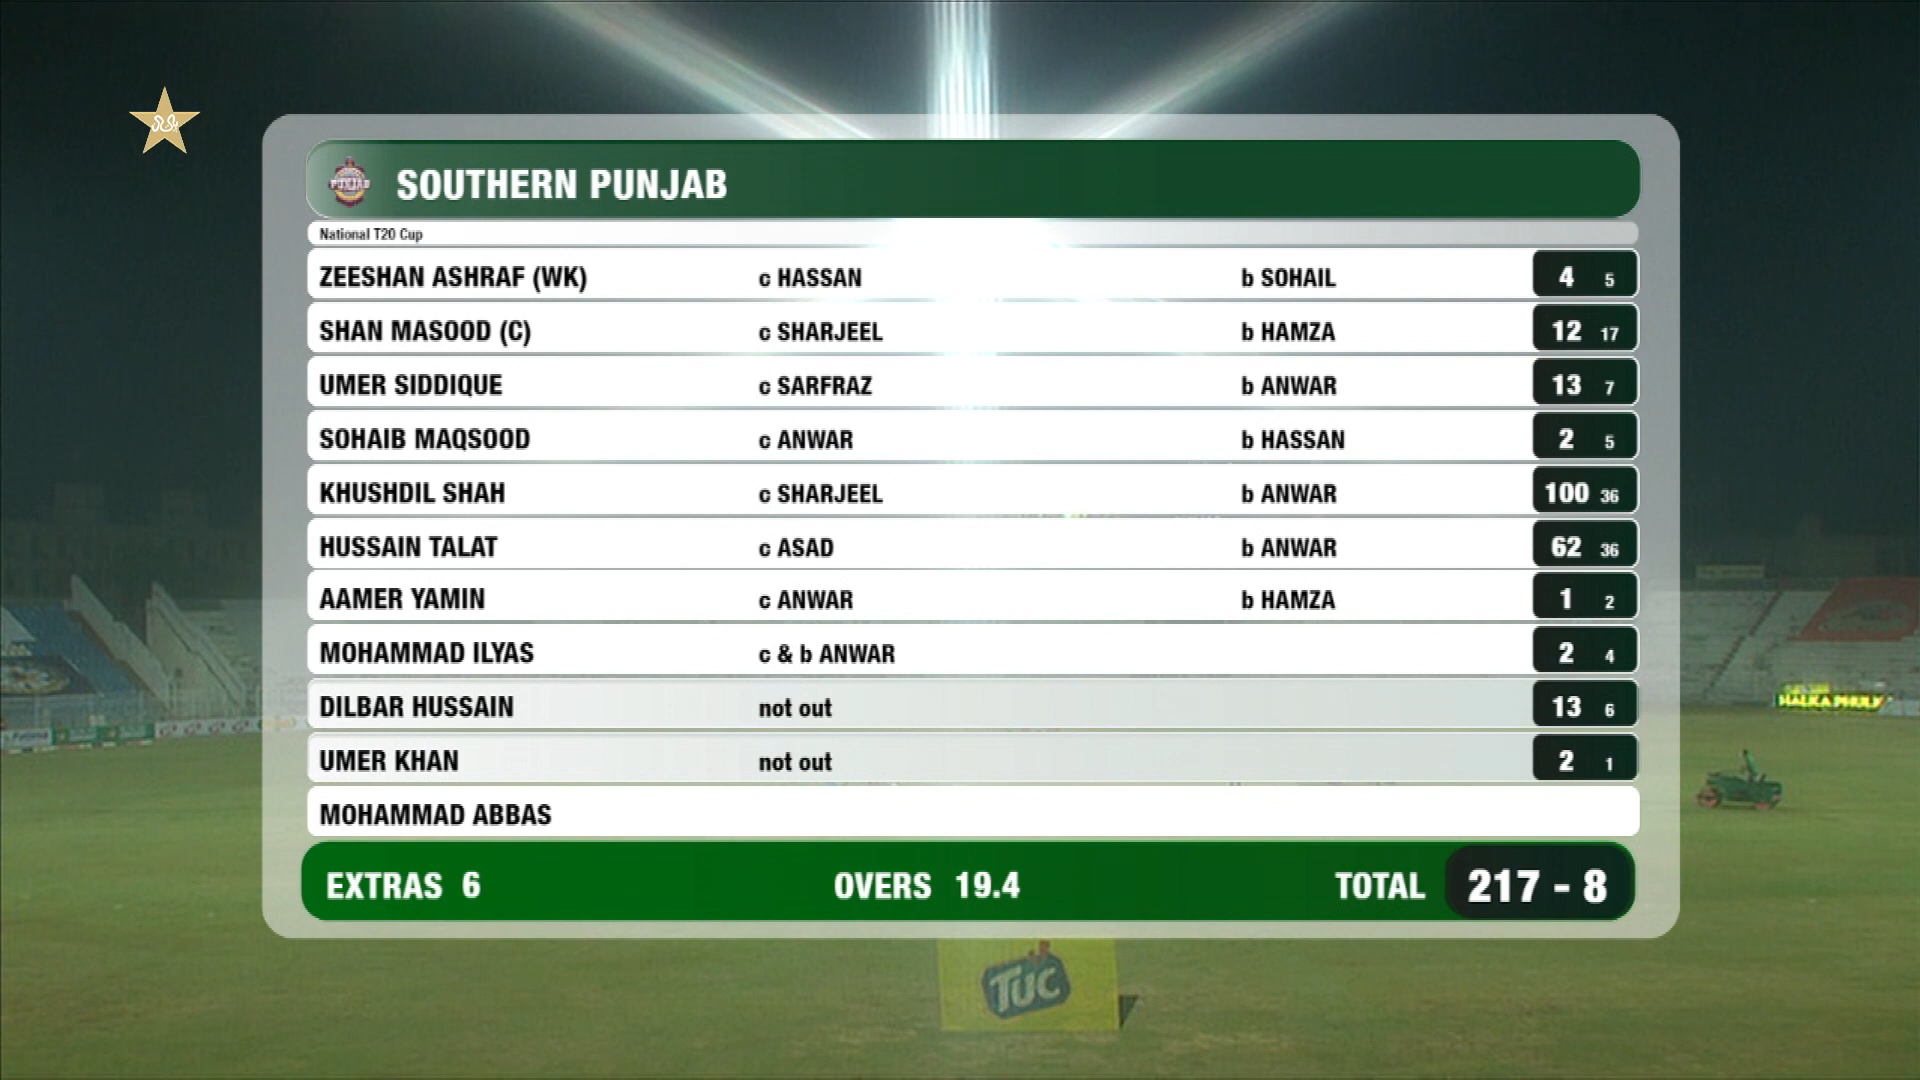 PUNJAB
SOUTHERN PUNJAB
National T20 Cup
ZEESHAN ASHRAF (WK) c HASSAN b SOHAIL 4 5
SHAN MASOOD (C) c SHARJEEL b HAMZA 12 17
UMER SIDDIQUE c SARFRAZ b ANWAR 13 7
SOHAIB MAQSOOD c ANWAR b HASSAN 2 5
KHUSHDIL SHAH c SHARJEEL b ANWAR 100 36
HUSSAIN TALAT c ASAD b ANWAR 62 36
AAMER YAMIN c ANWAR b HAMZA 1 2
MOHAMMAD ILYAS c & b ANWAR 2 4
DILBAR HUSSAIN not out 13 6
UMER KHAN not out 2 1
MOHAMMAD ABBAS
EXTRAS 6 OVERS 19.4 TOTAL 217 - 8
TUC